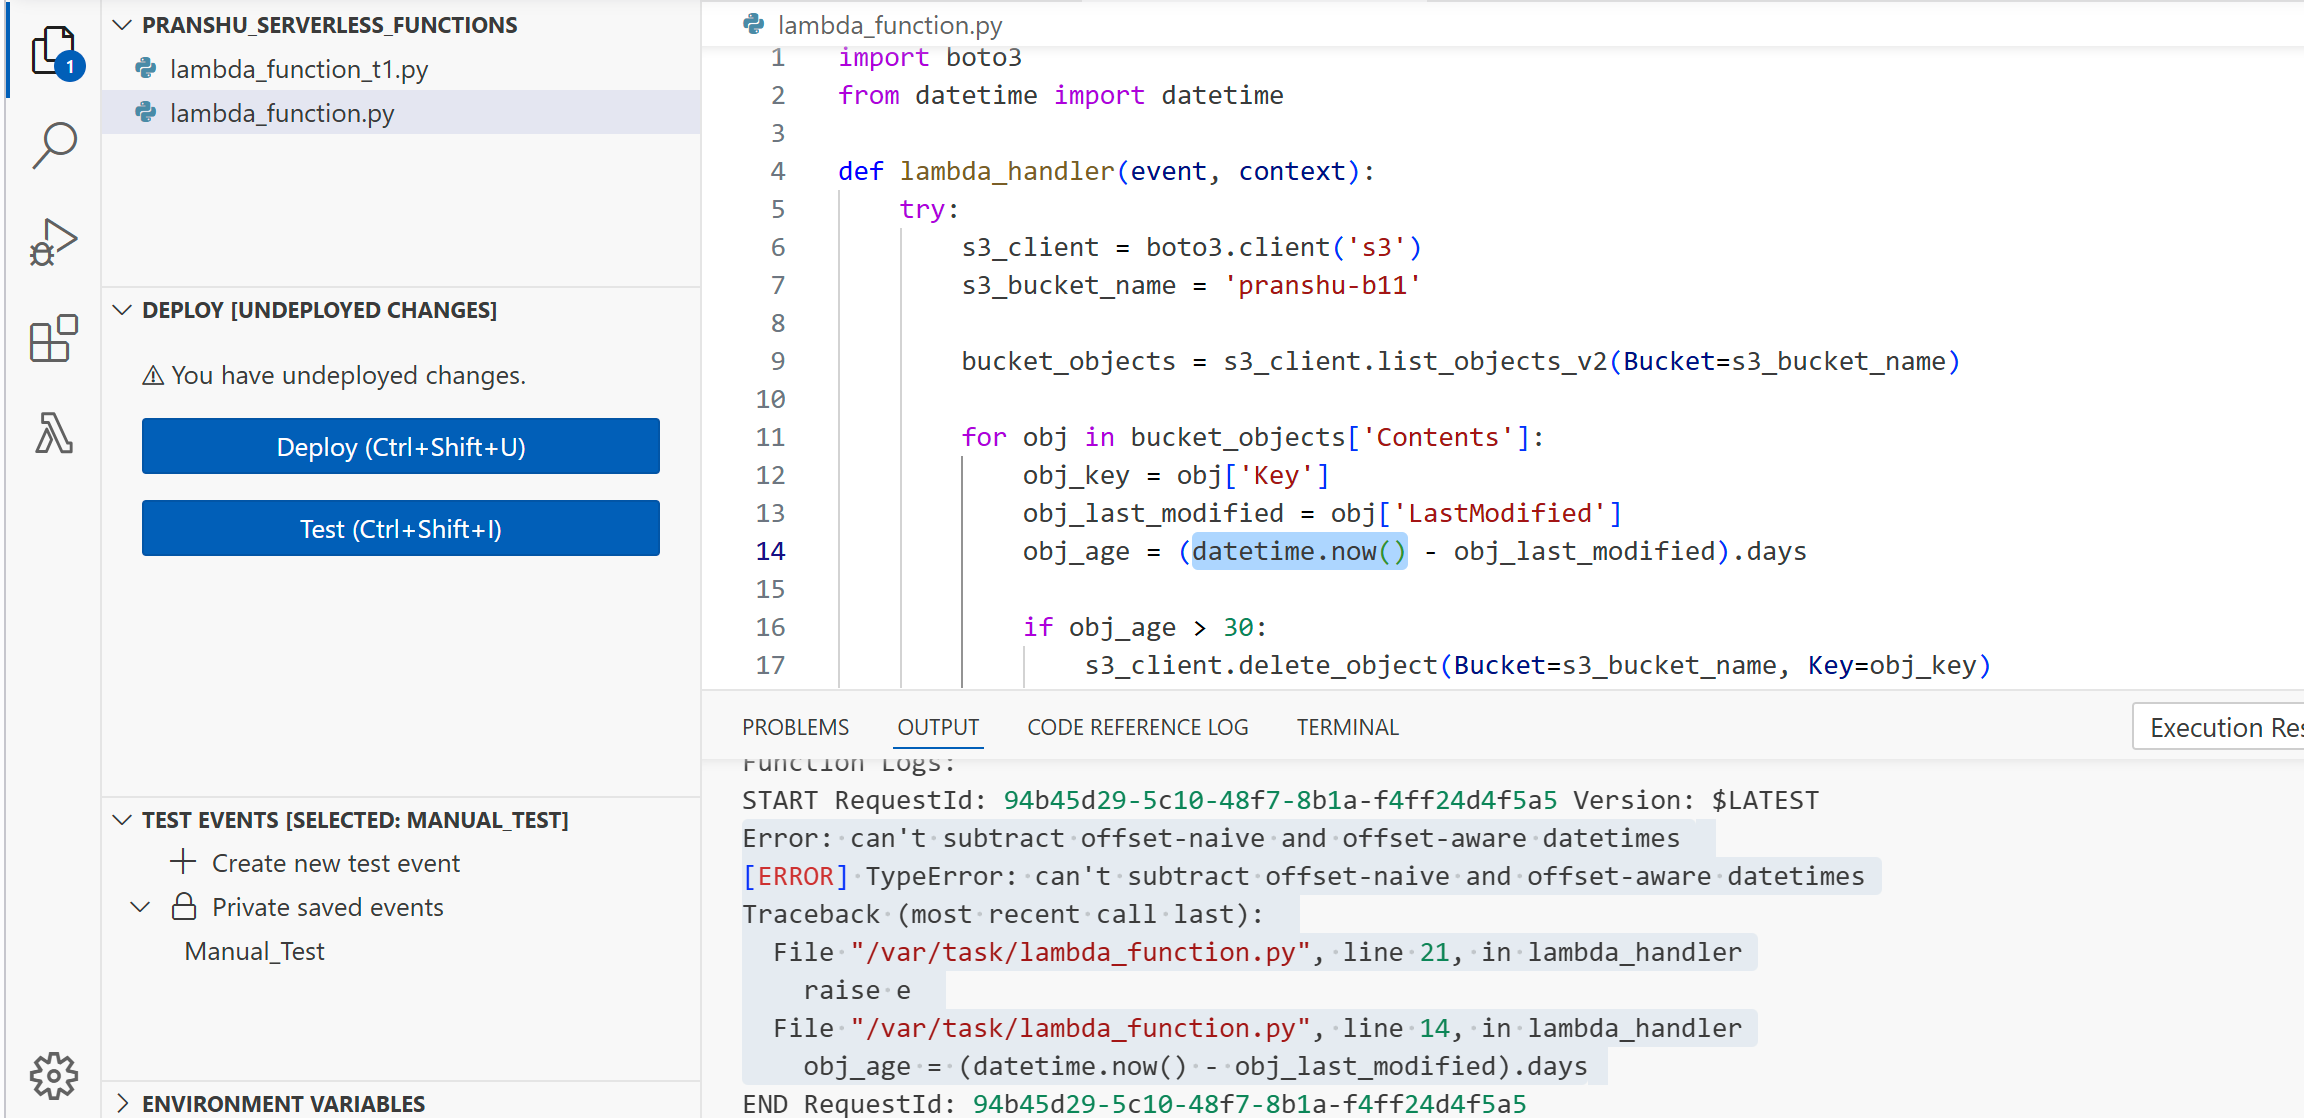 1
PRANSHU_SERVERLESS_FUNCTIONS
lambda_function_t1.py
lambda_function.py
DEPLOY [UNDEPLOYED CHANGES]
You have undeployed changes.
Deploy (Ctrl+Shift+U)
Test (Ctrl+Shift+I)
TEST EVENTS [SELECTED: MANUAL_TEST]
Create new test event
Private saved events
Manual_Test
ENVIRONMENT VARIABLES
lambda_function.py
1 import boto3
2 from datetime import datetime
3
4 def lambda_handler(event, context):
5 try:
6 s3_client = boto3.client('s3')
7 s3_bucket_name = 'pranshu-b11'
8
9 bucket_objects = s3_client.list_objects_v2(Bucket=s3_bucket_name)
10
11 for obj in bucket_objects['Contents']:
12 obj_key = obj['Key']
13 obj_last_modified = obj['LastModified']
14 obj_age = (datetime.now() - obj_last_modified).days
15
16 if obj_age > 30:
17 s3_client.delete_object(Bucket=s3_bucket_name, Key=obj_key)
PROBLEMS OUTPUT CODE REFERENCE LOG TERMINAL
Execution Res
Function Logs:
START RequestId: 94b45d29-5c10-48f7-8b1a-f4ff24d4f5a5 Version: $LATEST
Error: can't subtract offset-naive and offset-aware datetimes
[ERROR] TypeError: can't subtract offset-naive and offset-aware datetimes
Traceback (most recent call last):
File "/var/task/lambda_function.py", line 21, in lambda_handler
raise e
File "/var/task/lambda_function.py", line 14, in lambda_handler
obj_age = (datetime.now() - obj_last_modified).days
END RequestId: 94b45d29-5c10-48f7-8b1a-f4ff24d4f5a5